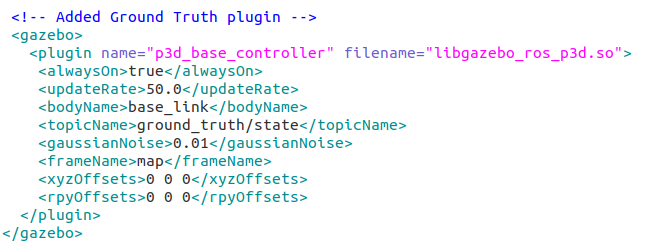 <!-- Added Ground Truth plugin -->
<gazebo>
<plugin name="p3d_base_controller" filename="libgazebo_ros_p3d.so">
<alwaysOn>true</alwaysOn>
<updateRate>50.0</updateRate>
<bodyName>base_link</bodyName>
<topicName>ground_truth/state</topicName>
<gaussianNoise>0.01</gaussianNoise>
<frameName>map</frameName>
<xyzOffsets>0 0 0</xyzOffsets>
<rpyOffsets>0 0 0</rpyOffsets>
</plugin>
</gazebo>